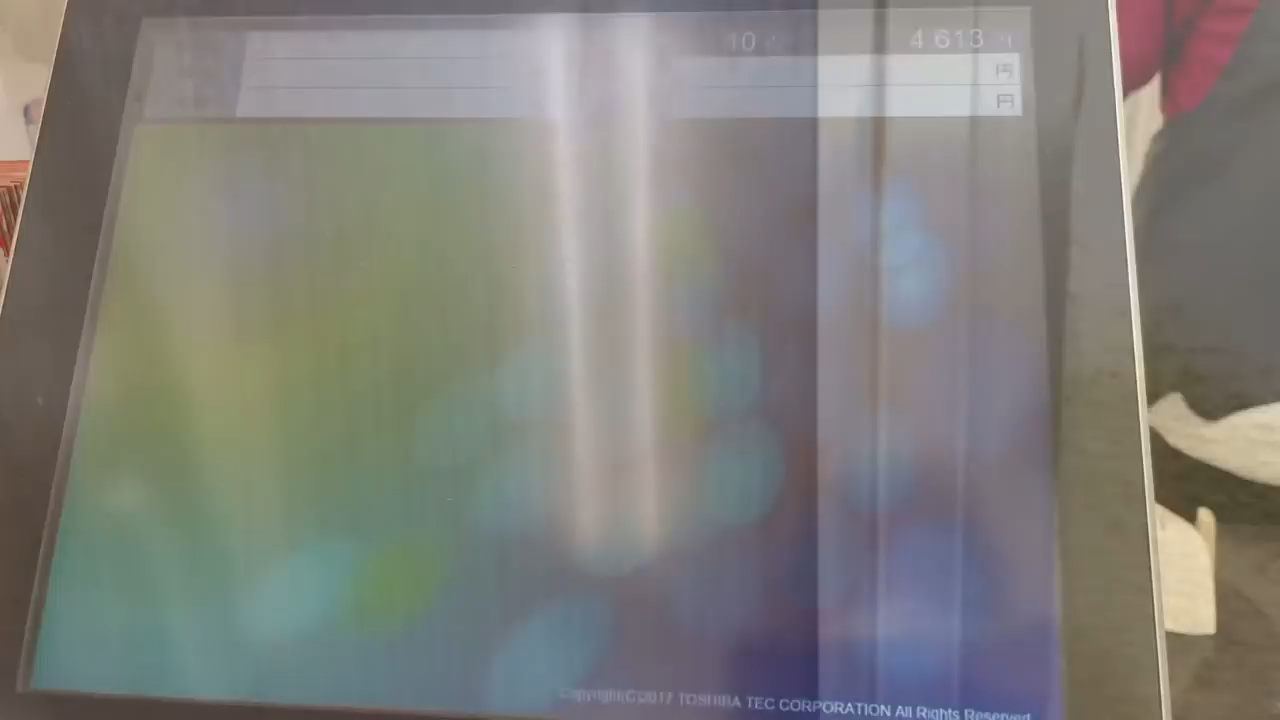 10 4 613
円
円
Copyright(C)2017 TOSHIBA TEC CORPORATION All Rights Reserved